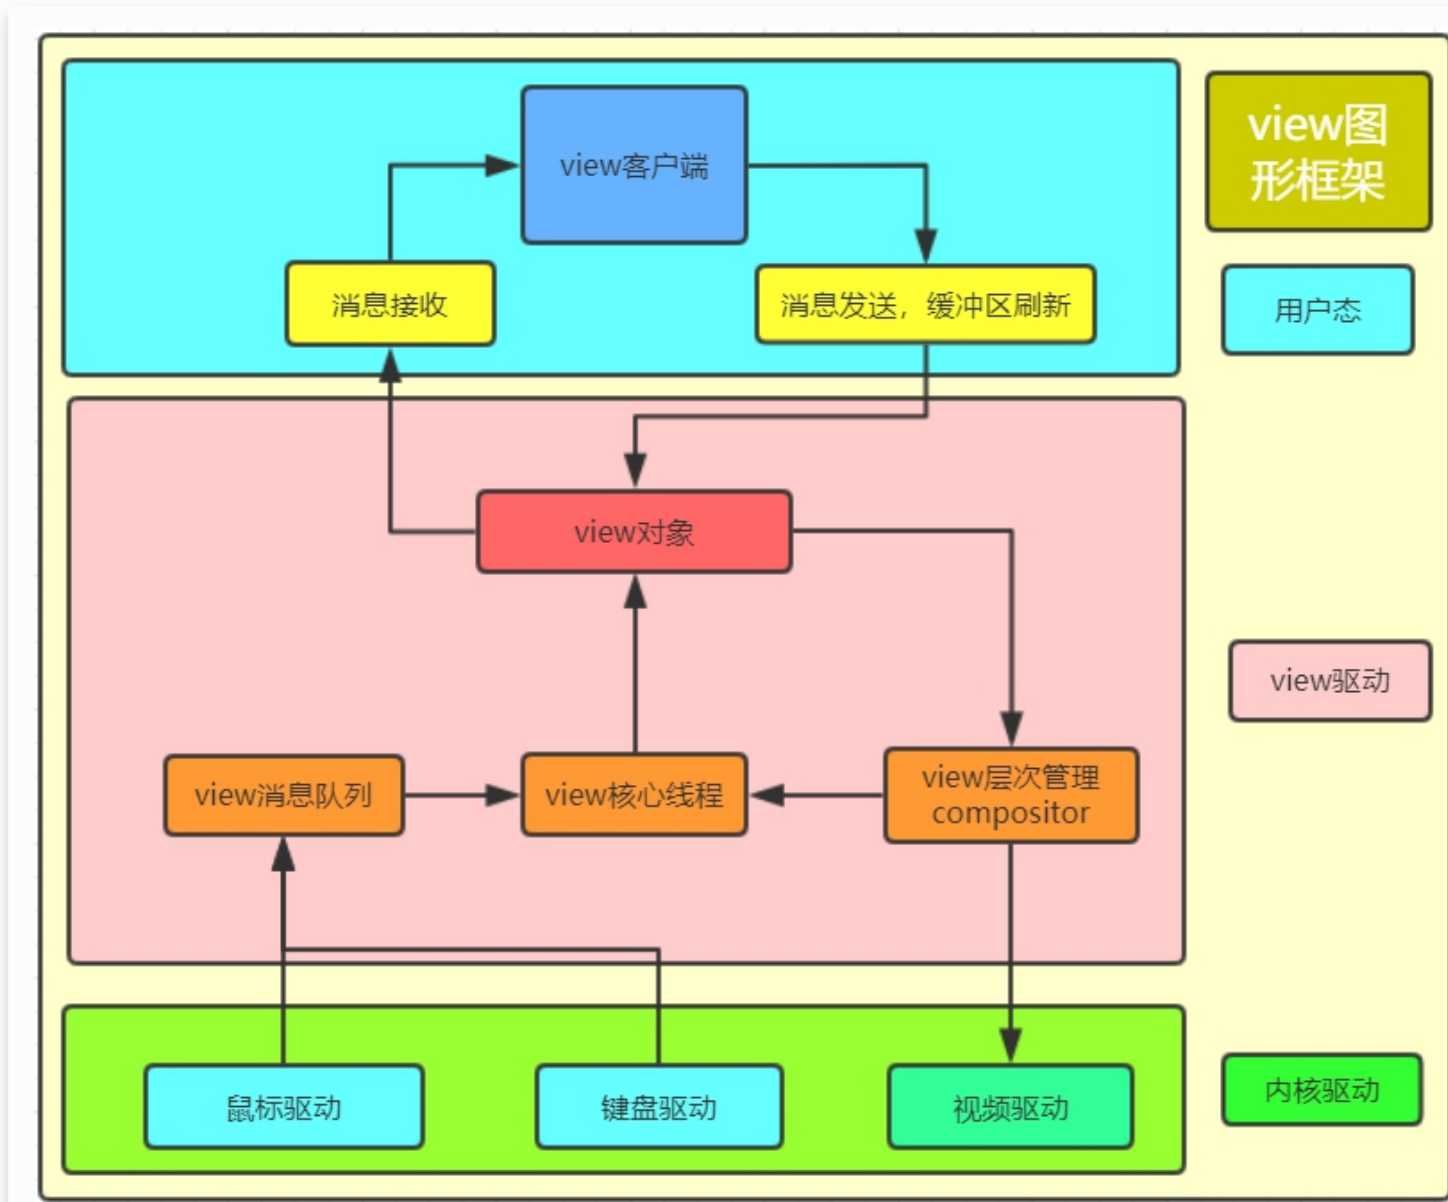 view图
形框架
view客户端
消息接收
消息发送，缓冲区刷新
用户态
view对象
view驱动
view消息队列
view核心线程
view层次管理
compositor
鼠标驱动
键盘驱动
视频驱动
内核驱动